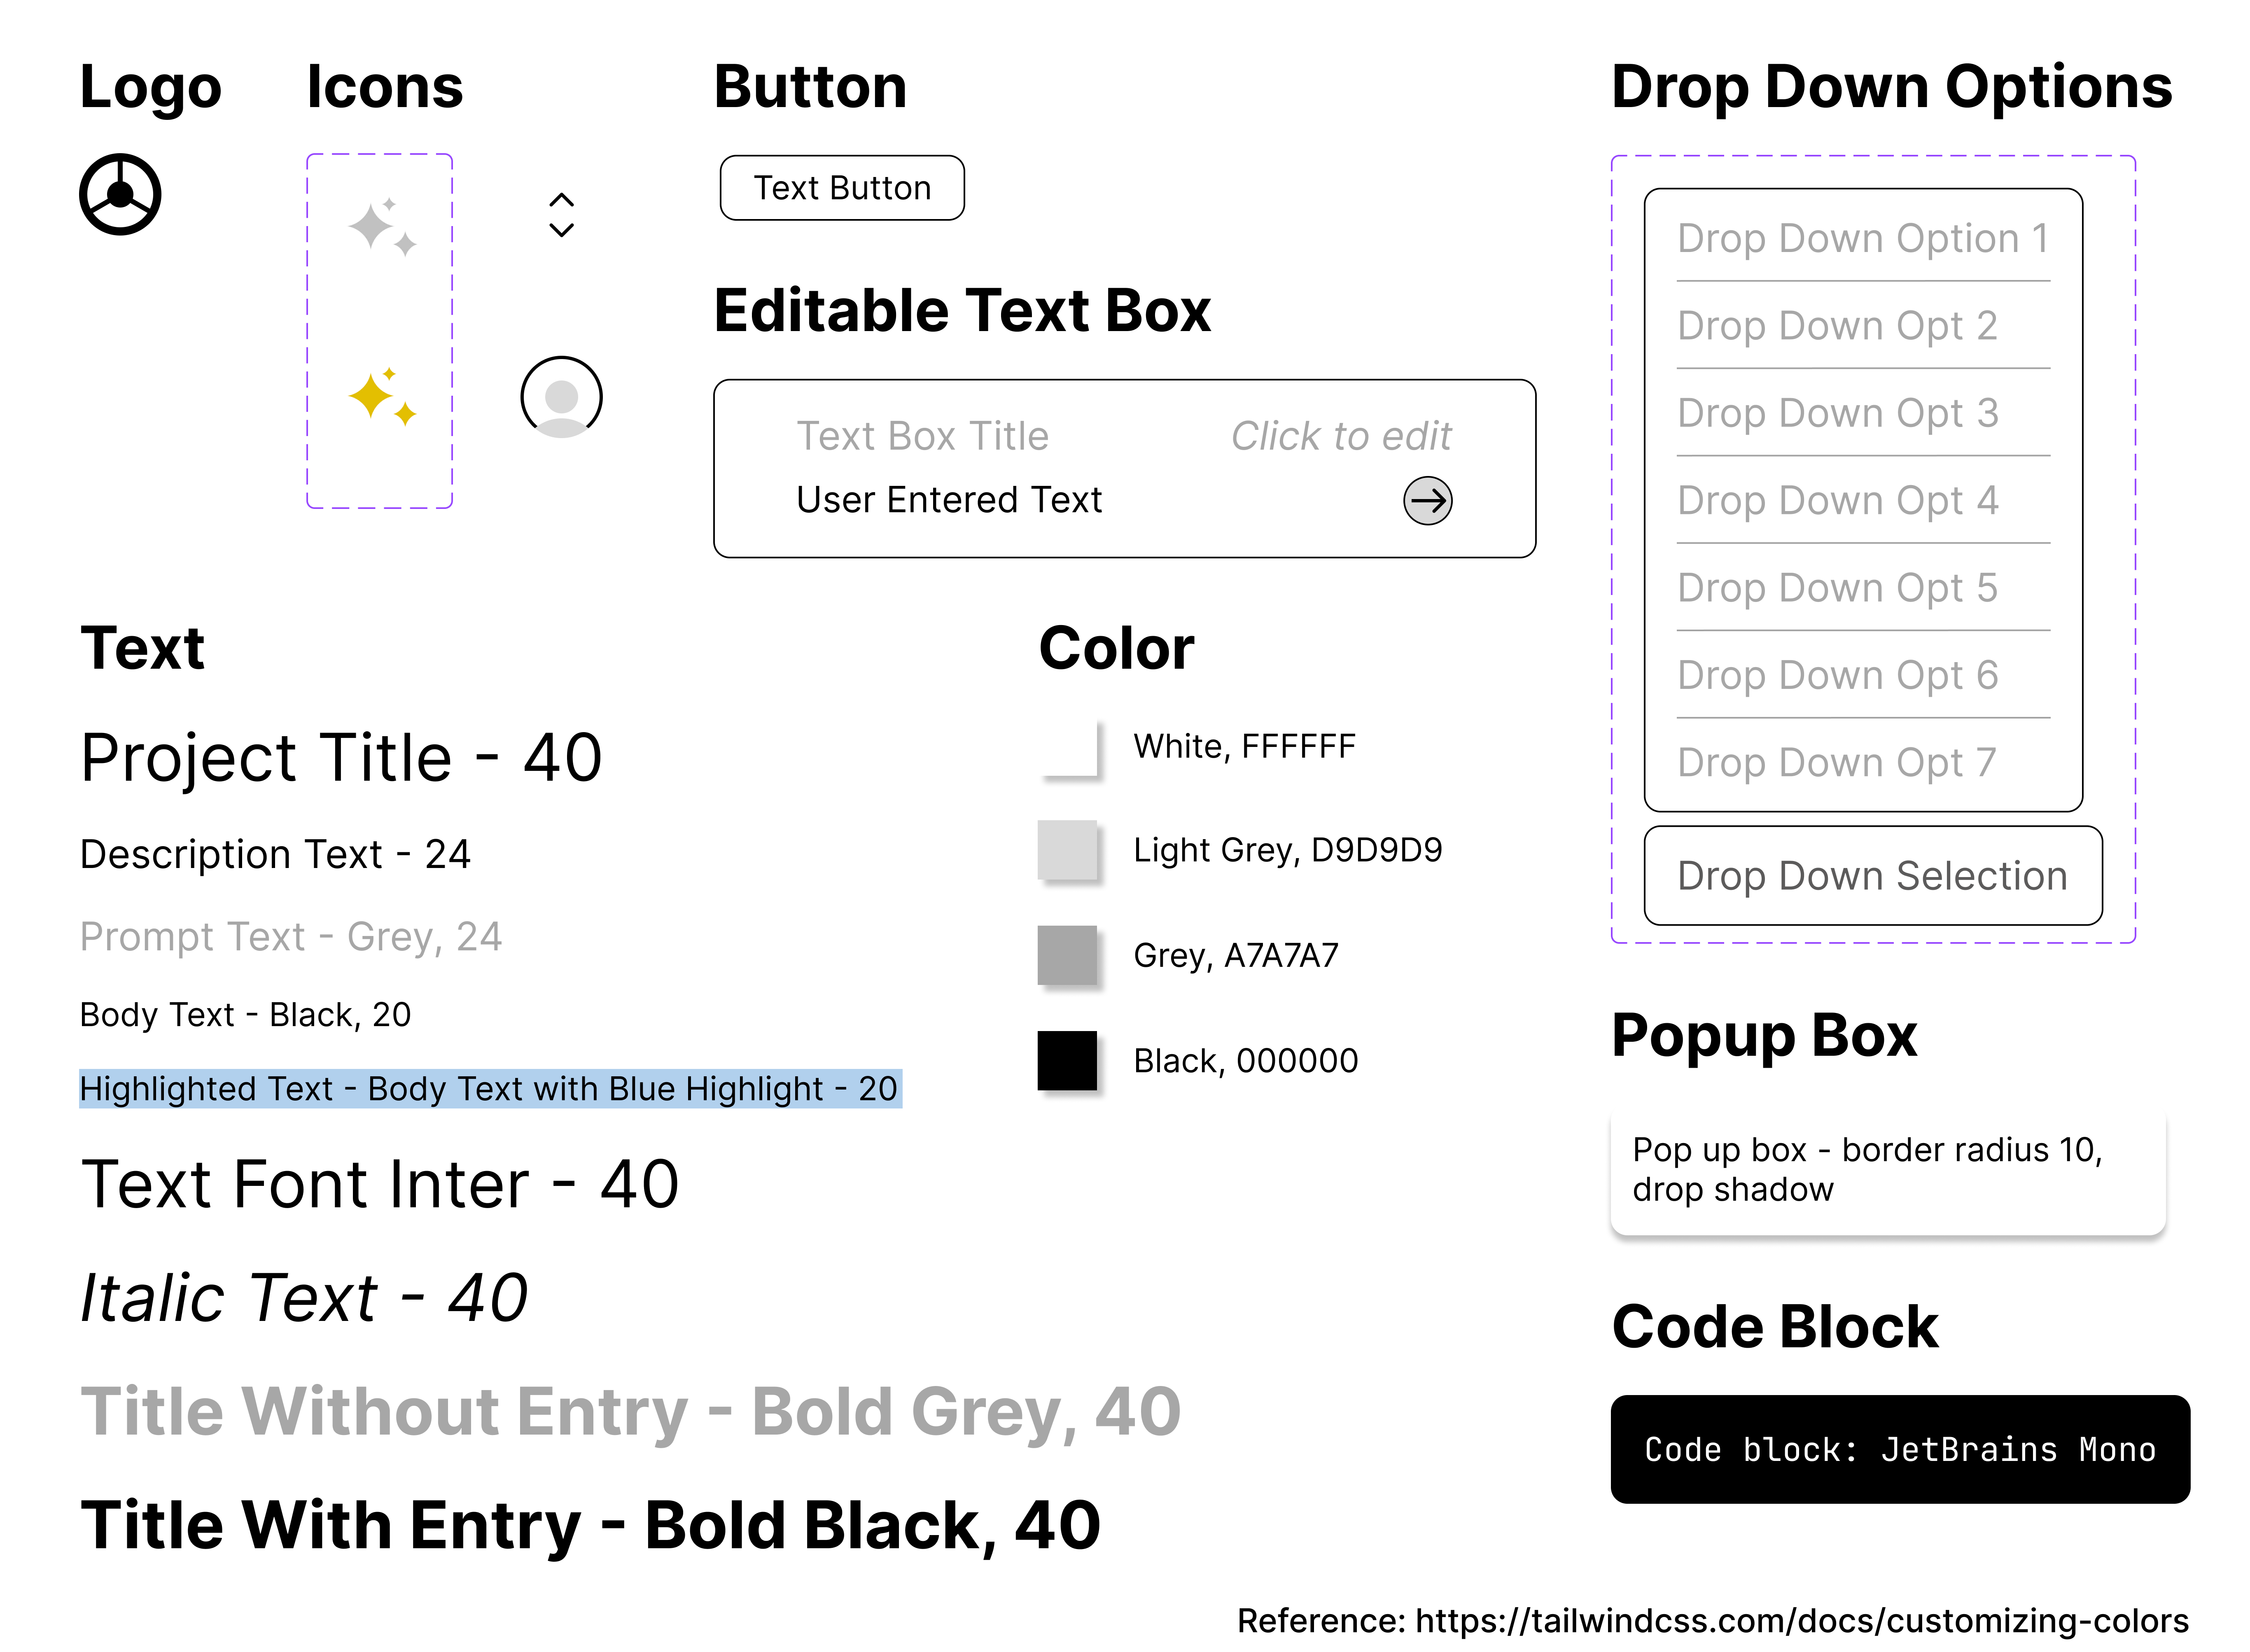 Logo
Icons
Button
Text Button
Editable Text Box
Text Box Title
Click to edit
User Entered Text
Text
Project Title - 40
Description Text - 24
Prompt Text - Grey, 24
Body Text - Black, 20
Highlighted Text - Body Text with Blue Highlight - 20
Text Font Inter - 40
Italic Text - 40
Title Without Entry - Bold Grey, 40
Title With Entry - Bold Black, 40
Color
White, FFFFFF
Light Grey, D9D9D9
Grey, A7A7A7
Black, 000000
Drop Down Options
Drop Down Option 1
Drop Down Opt 2
Drop Down Opt 3
Drop Down Opt 4
Drop Down Opt 5
Drop Down Opt 6
Drop Down Opt 7
Drop Down Selection
Popup Box
Pop up box - border radius 10,
drop shadow
Code Block
Code block: JetBrains Mono
Reference: https://tailwindcss.com/docs/customizing-colors